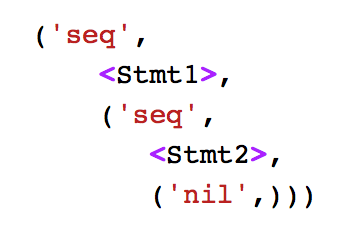 ('seq',
<Stmt1>,
('seq',
<Stmt2>,
('nil',)))